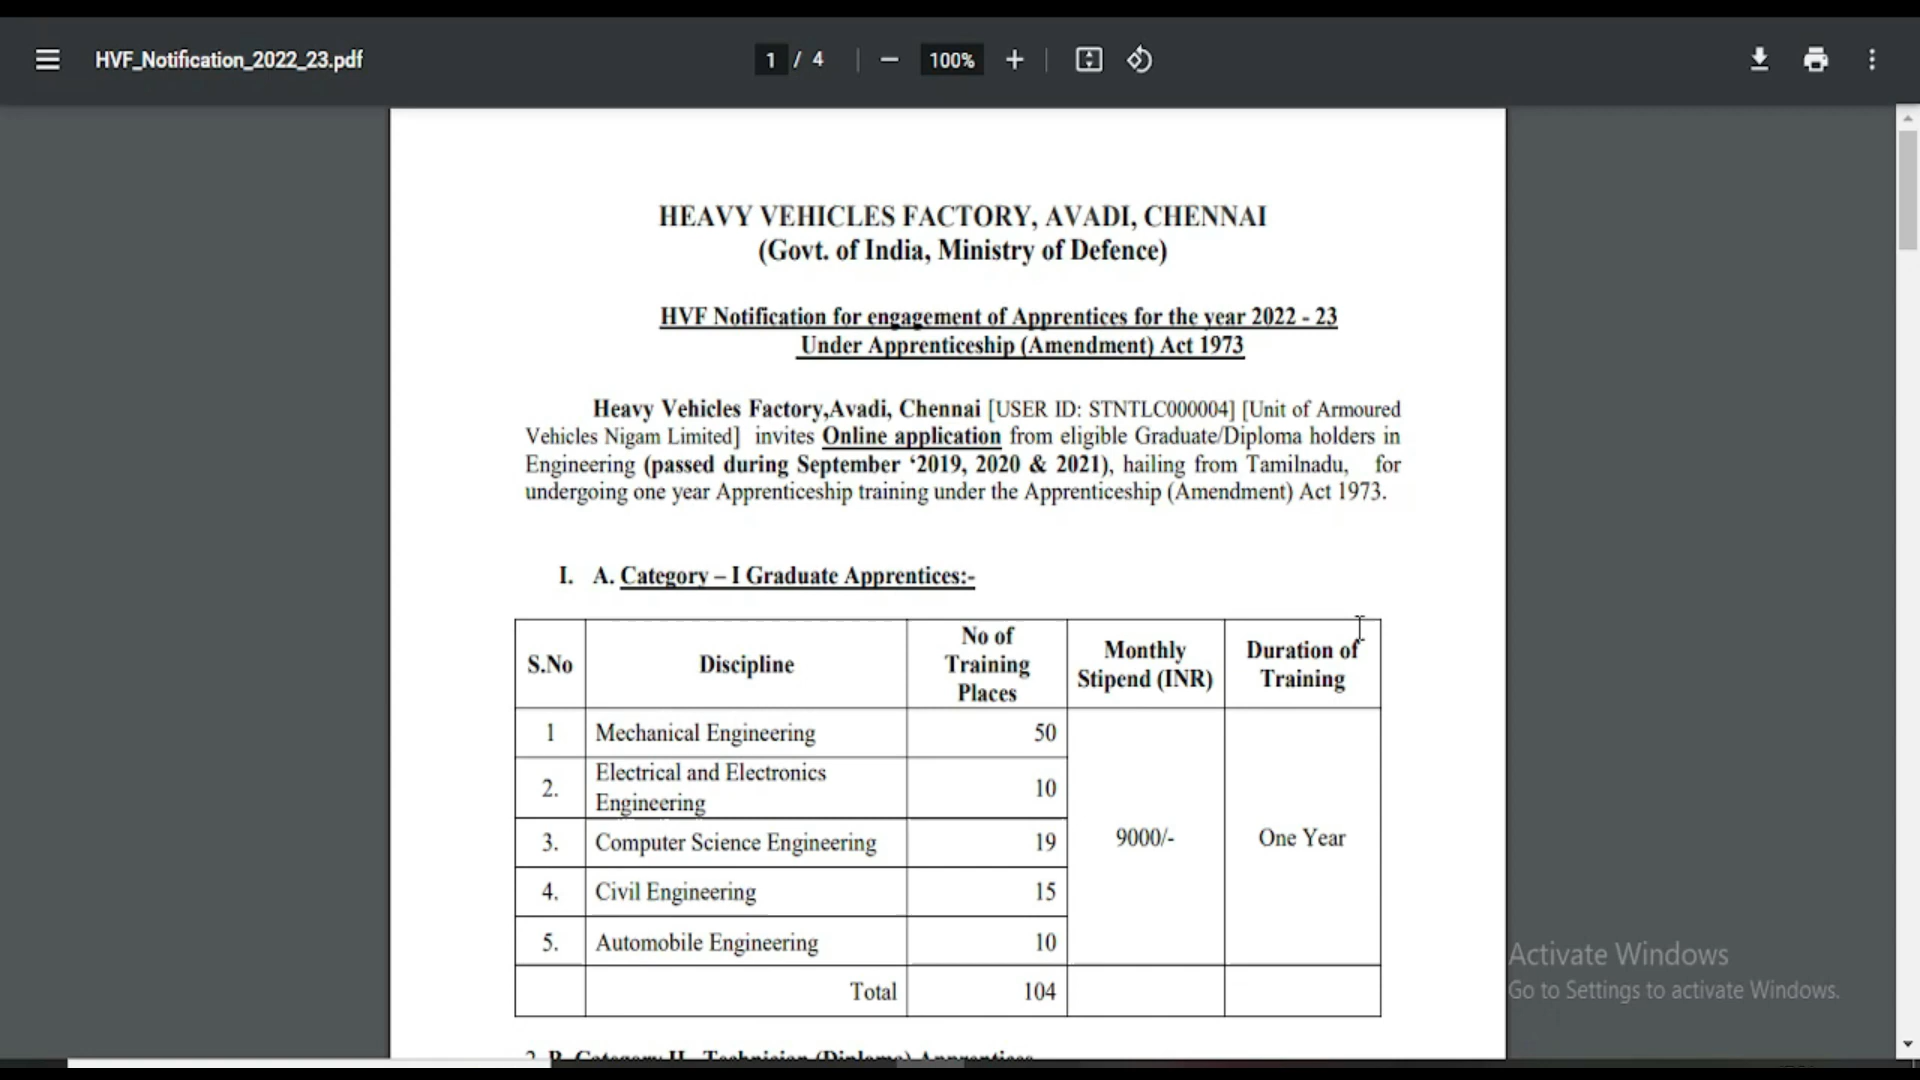 HVF_Notification_2022_23.pdf
1 / 4
100%
HEAVY VEHICLES FACTORY, AVADI, CHENNAI
(Govt. of India, Ministry of Defence)
HVF Notification for engagement of Apprentices for the year 2022 - 23
Under Apprenticeship (Amendment) Act 1973
Heavy Vehicles Factory,Avadi, Chennai [USER ID: STNTLC000004] [Unit of Armoured
Vehicles Nigam Limited] invites Online application from eligible Graduate/Diploma holders in
Engineering (passed during September ‘2019, 2020 & 2021), hailing from Tamilnadu, for
undergoing one year Apprenticeship training under the Apprenticeship (Amendment) Act 1973.
I. A. Category – I Graduate Apprentices:-
S.No Discipline No of Training Places Monthly Stipend (INR) Duration of Training
1 Mechanical Engineering 50
2. Electrical and Electronics Engineering 10
3. Computer Science Engineering 19
9000/- One Year
4. Civil Engineering 15
5. Automobile Engineering 10
Total 104
2. B. Category II - Technician (Diploma) Apprentices
Activate Windows
Go to Settings to activate Windows.